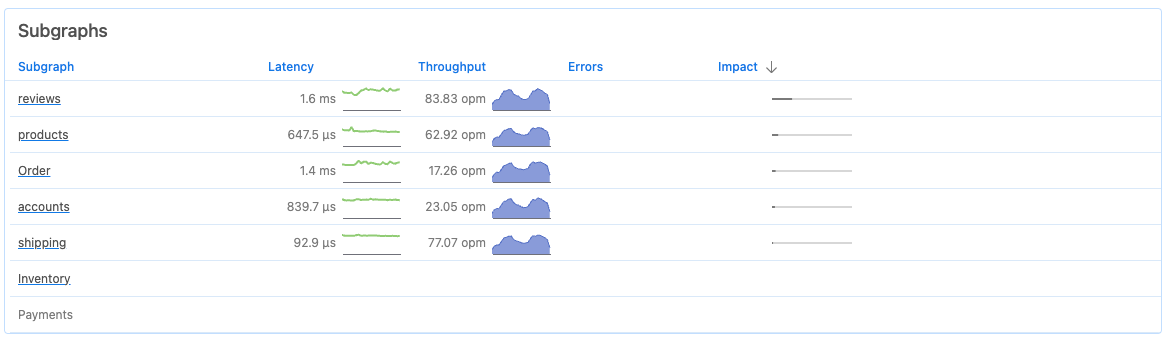 Subgraphs
Subgraph Latency Throughput Errors Impact
reviews 1.6 ms 83.83 opm
products 647.5 µs 62.92 opm
Order 1.4 ms 17.26 opm
accounts 839.7 µs 23.05 opm
shipping 92.9 µs 77.07 opm
Inventory
Payments